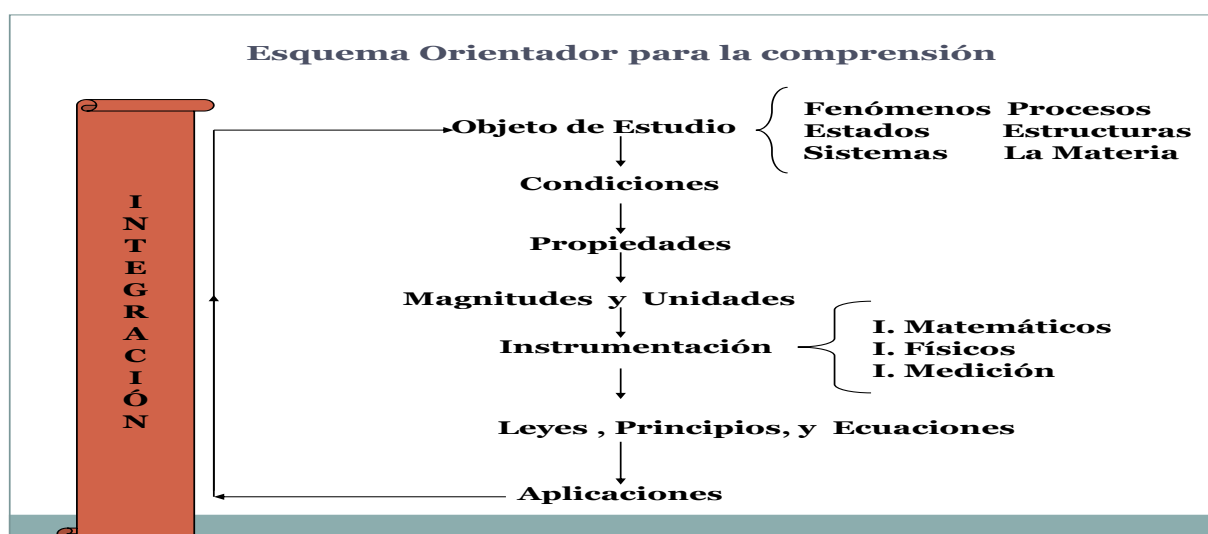 Esquema Orientador para la comprensión
INTEGRACIÓN
Objeto de Estudio
Fenómenos Procesos
Estados Estructuras
Sistemas La Materia
Condiciones
Propiedades
Magnitudes y Unidades
Instrumentación
I. Matemáticos
I. Físicos
I. Medición
Leyes , Principios, y Ecuaciones
Aplicaciones